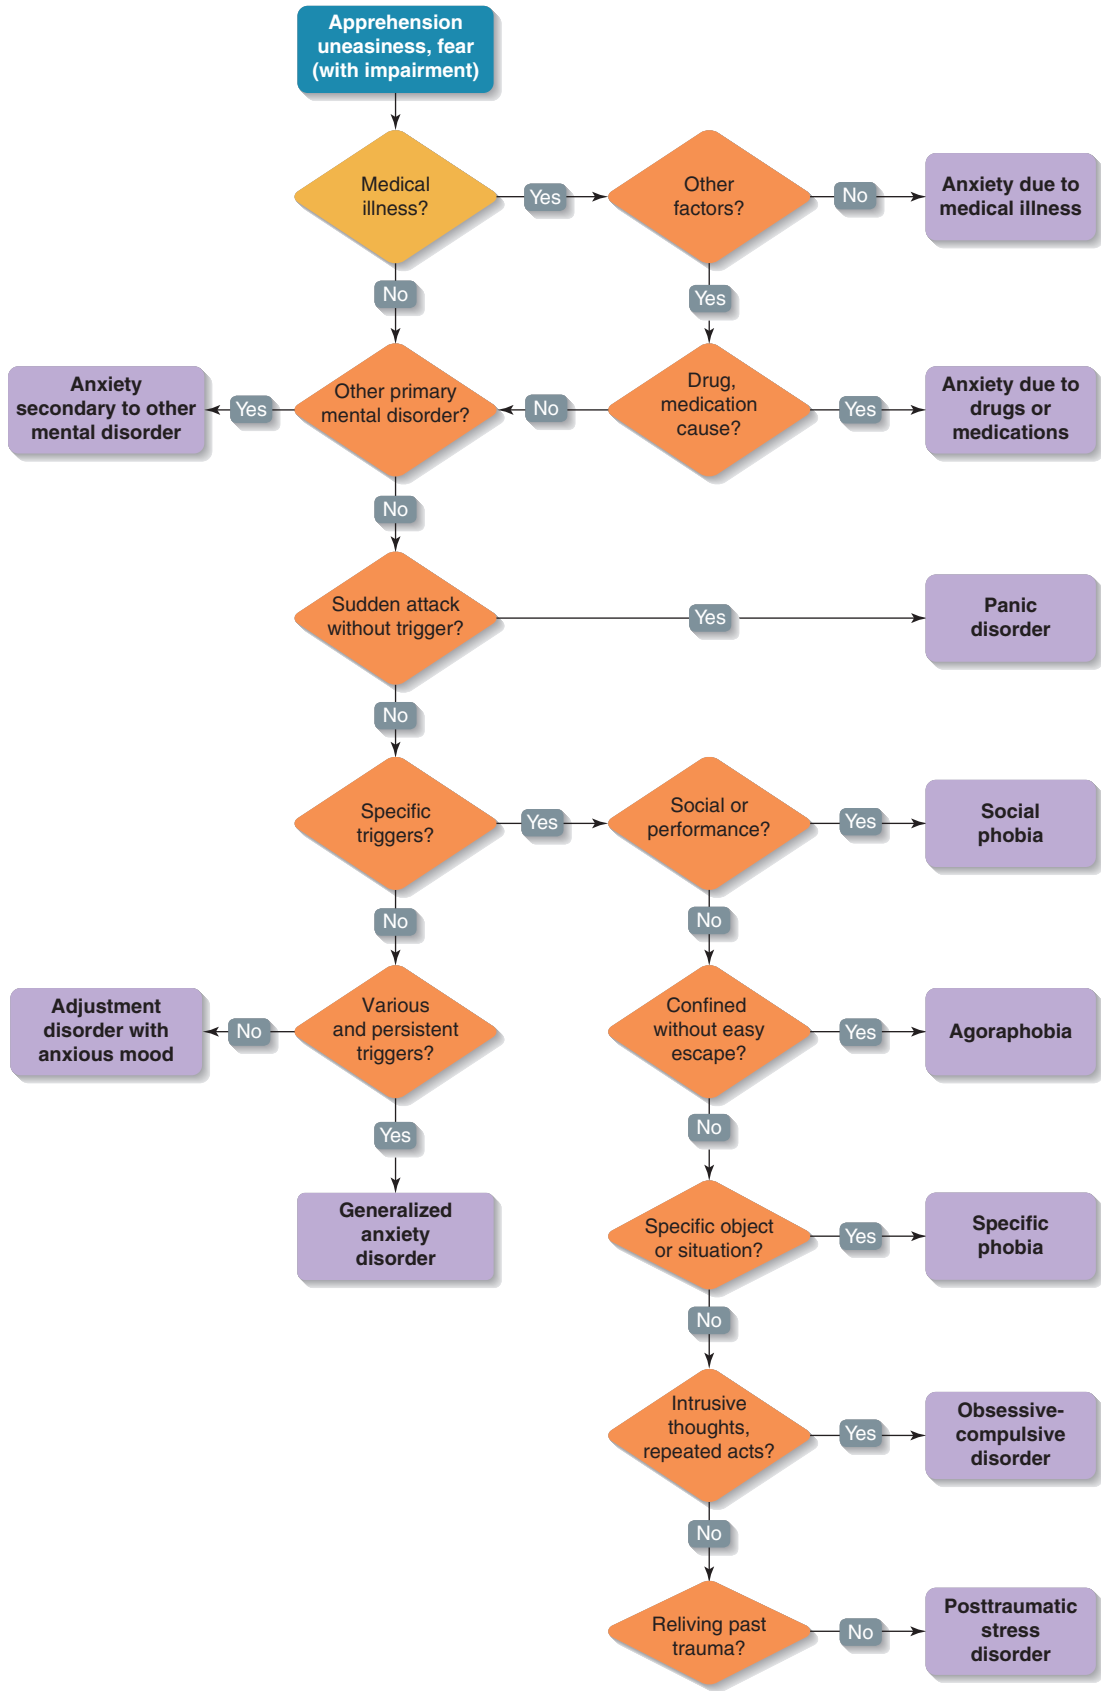 Apprehension
uneasiness, fear
(with impairment)
Medical
illness?
Yes
Other
factors?
No
Anxiety due to
medical illness
No
Yes
Anxiety
secondary to other
mental disorder
Yes
Other primary
mental disorder?
No
Drug,
medication
cause?
Yes
Anxiety due to
drugs or
medications
No
Sudden attack
without trigger?
Yes
Panic
disorder
No
Specific
triggers?
Yes
Social or
performance?
Yes
Social
phobia
No
No
Adjustment
disorder with
anxious mood
No
Various
and persistent
triggers?
Confined
without easy
escape?
Yes
Agoraphobia
Yes
No
Generalized
anxiety
disorder
Specific object
or situation?
Yes
Specific
phobia
No
Intrusive
thoughts,
repeated acts?
Yes
Obsessive-
compulsive
disorder
No
Reliving past
trauma?
No
Posttraumatic
stress
disorder